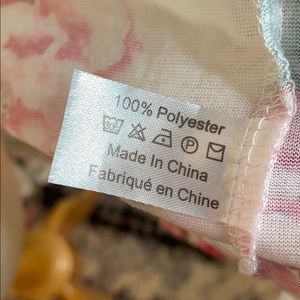 100% Polyester
Made In China
Fabriqué en Chine